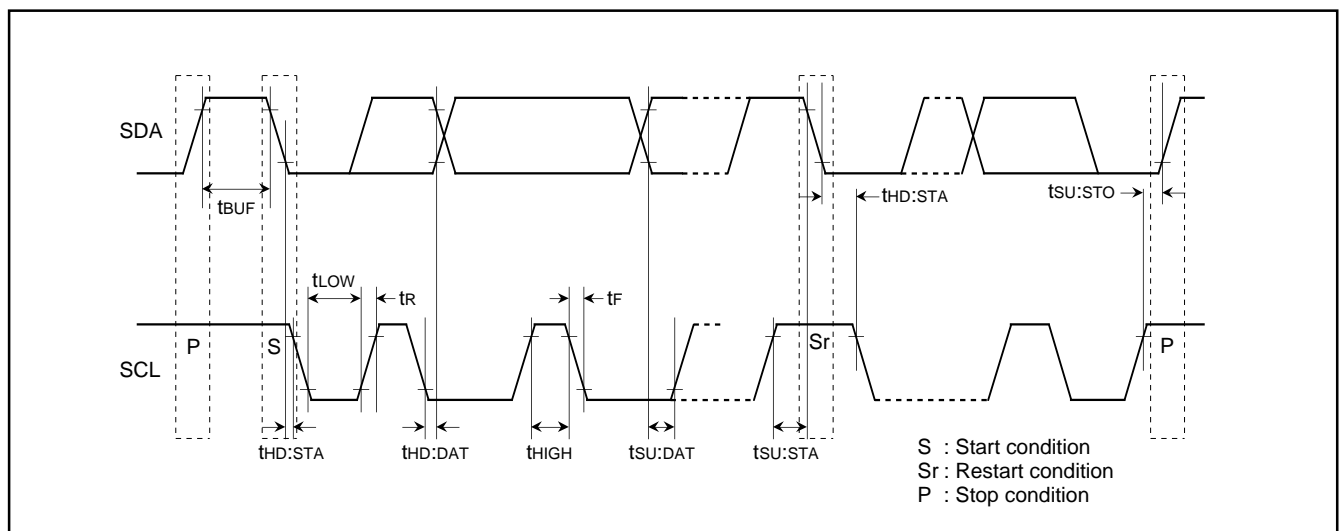 SDA
tBUF
tHD:STA
tSU:STO
tLOW
tR
tF
P
S
Sr
P
SCL
tHD:STA
tHD:DAT
tHIGH
tSU:DAT
tSU:STA
S : Start condition
Sr : Restart condition
P : Stop condition